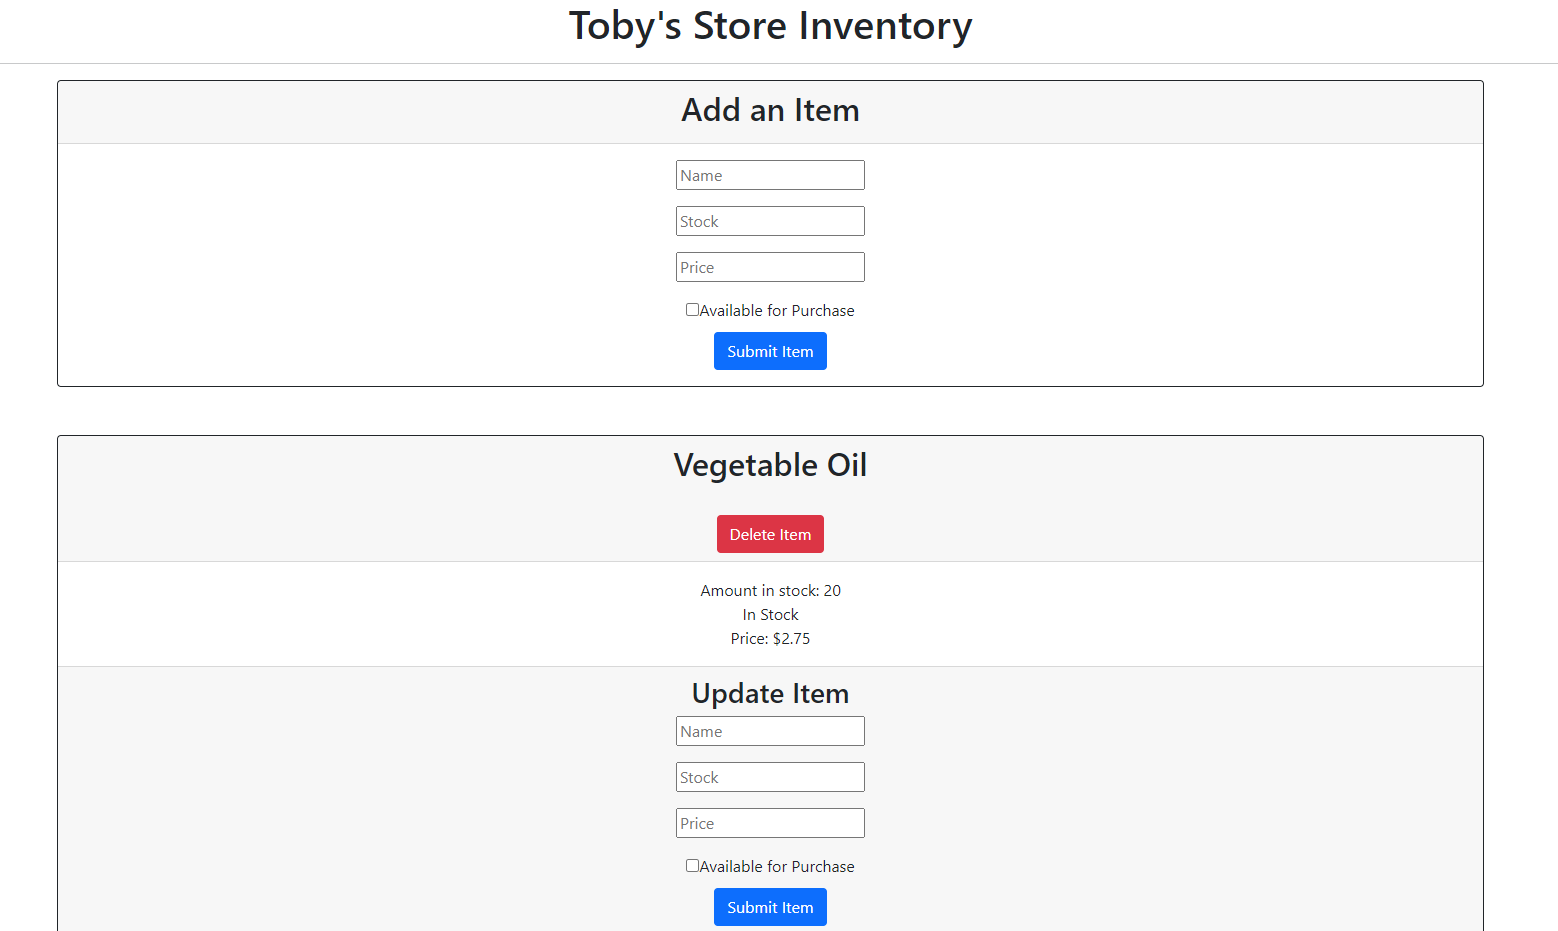 Toby's Store Inventory
Add an Item
Name
Stock
Price
Available for Purchase
Submit Item
Vegetable Oil
Delete Item
Amount in stock: 20
In Stock
Price: $2.75
Update Item
Name
Stock
Price
Available for Purchase
Submit Item